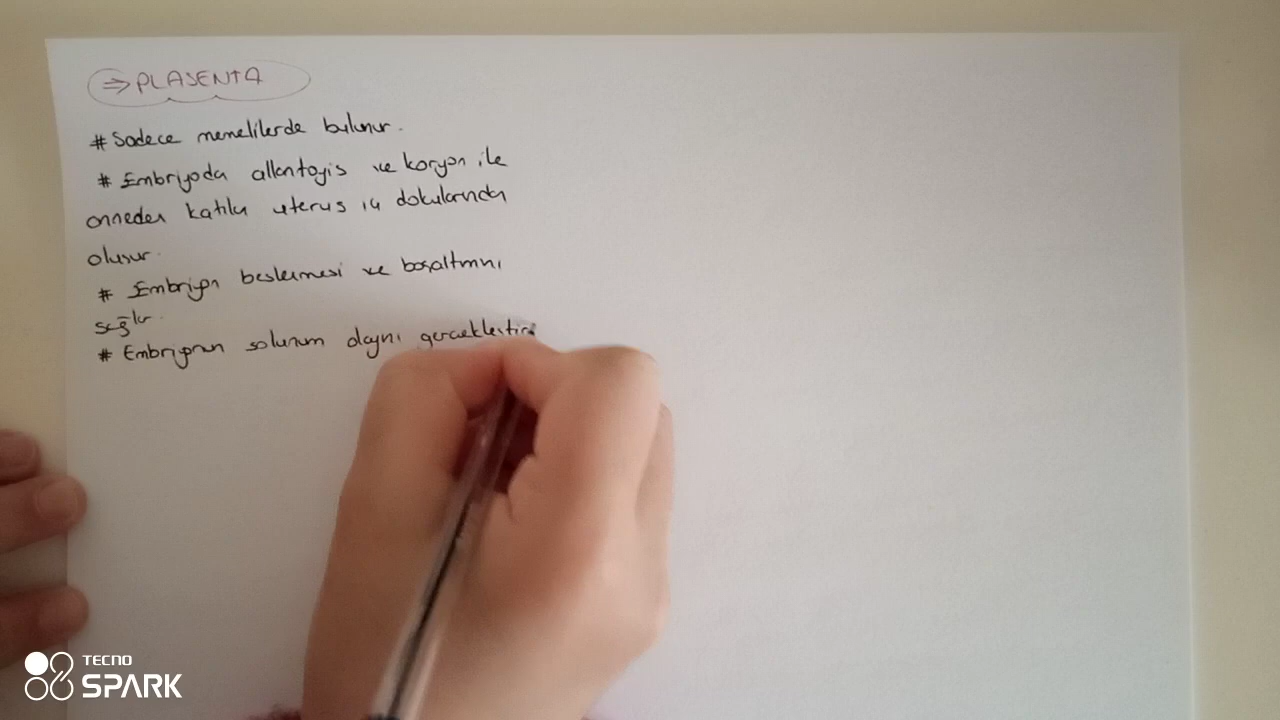 ⇒ PLASENTA
# Sadece memelilerde bulunur.
# Embriyoda allantoyis ve koryon ile
anneden katılan uterus iç dokularından
oluşur.
# Embriyon beslenmesi ve boşaltımını
sağlar.
# Embriyonun solunum olayını gerçekleştir
TECNO
SPARK